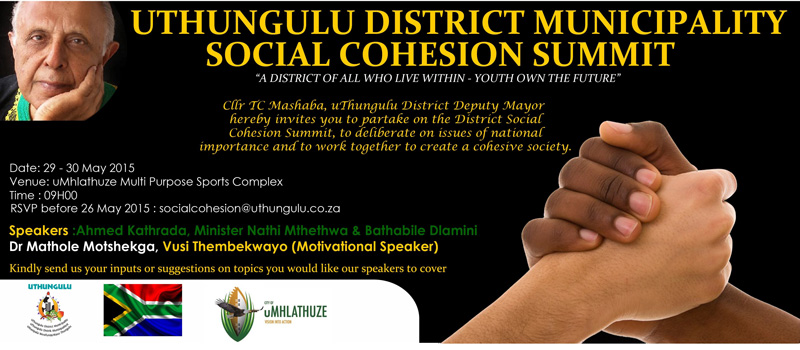 UTHUNGULU DISTRICT MUNICIPALITY
SOCIAL COHESION SUMMIT
“A DISTRICT OF ALL WHO LIVE WITHIN - YOUTH OWN THE FUTURE”
Cllr TC Mashaba, uThungulu District Deputy Mayor
hereby invites you to partake on the District Social
Cohesion Summit, to deliberate on issues of national
importance and to work together to create a cohesive society.
Date: 29 - 30 May 2015
Venue: uMhlathuze Multi Purpose Sports Complex
Time : 09H00
RSVP before 26 May 2015 : socialcohesion@uthungulu.co.za
Speakers :Ahmed Kathrada, Minister Nathi Mthethwa & Bathabile Dlamini
Dr Mathole Motshekga, Vusi Thembekwayo (Motivational Speaker)
Kindly send us your inputs or suggestions on topics you would like our speakers to cover
UTHUNGULU
CITY OF
uMHLATHUZE